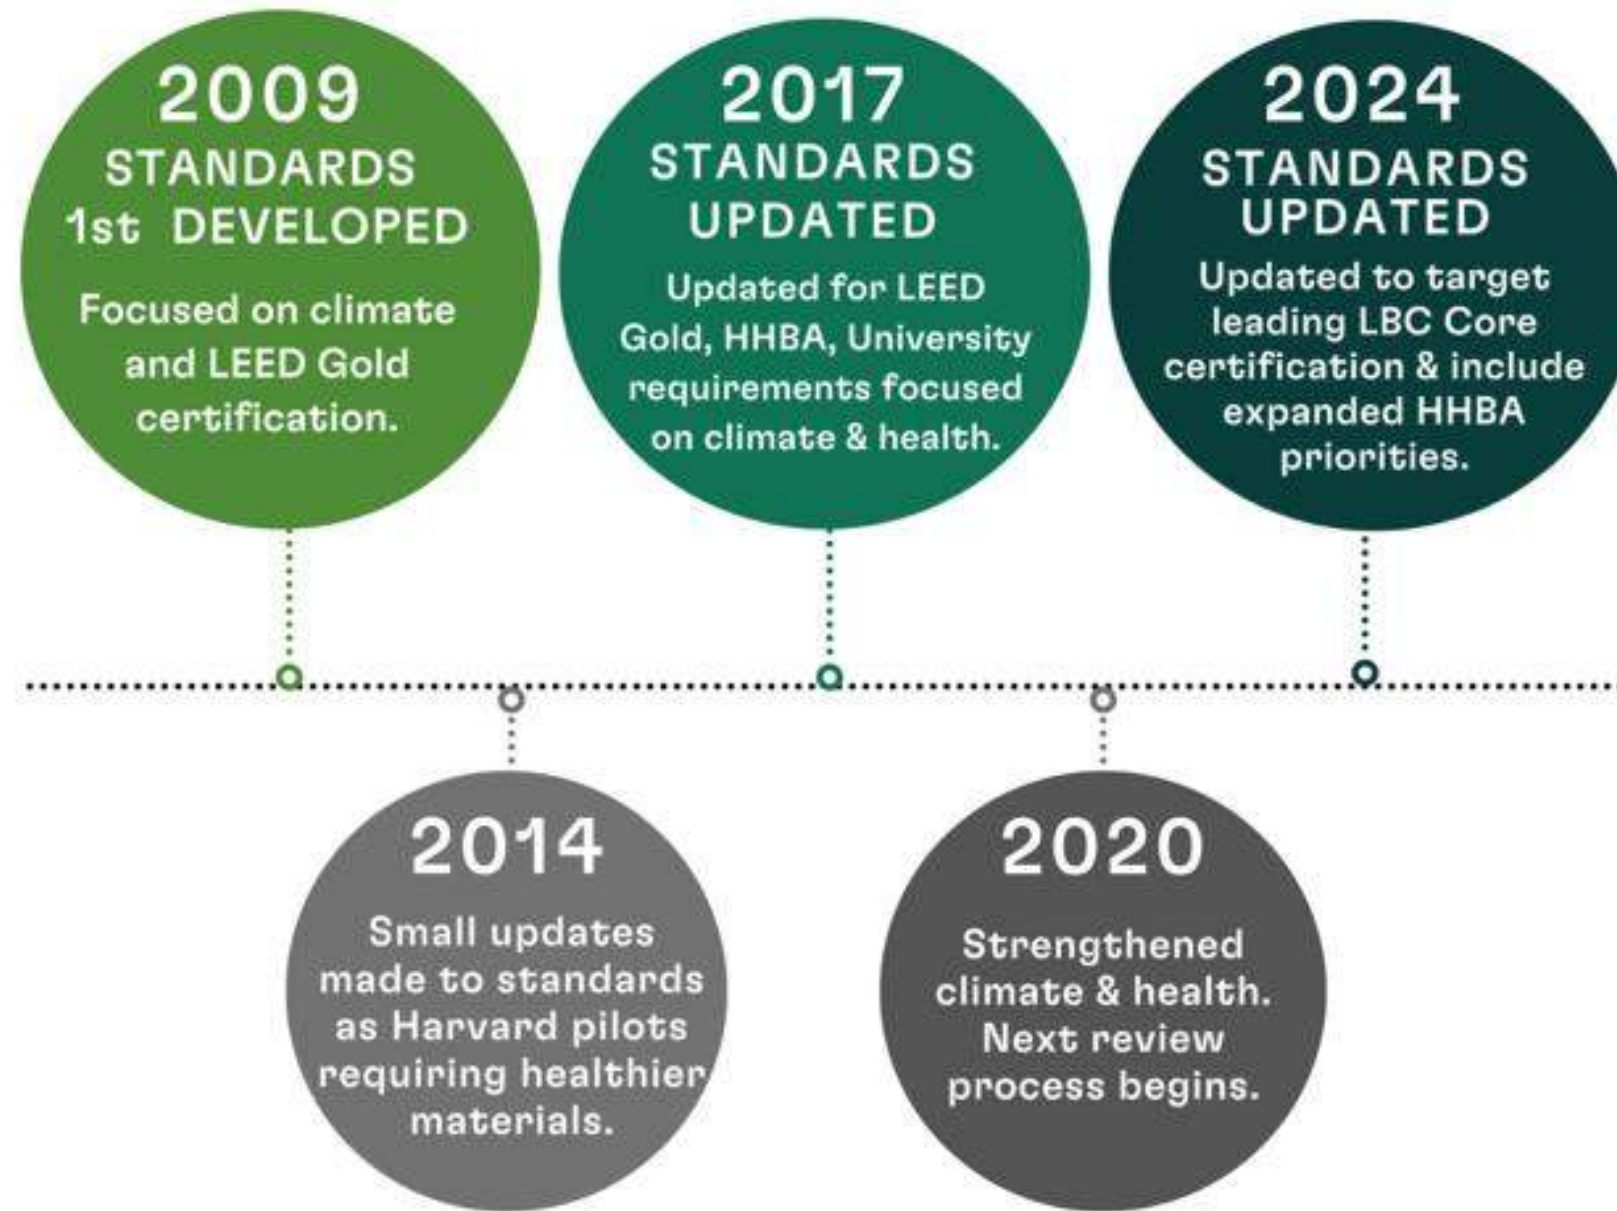 2009
STANDARDS
1st DEVELOPED
Focused on climate
and LEED Gold
certification.
2017
STANDARDS
UPDATED
Updated for LEED
Gold, HHBA, University
requirements focused
on climate & health.
2024
STANDARDS
UPDATED
Updated to target
leading LBC Core
certification & include
expanded HHBA
priorities.
2014
Small updates
made to standards
as Harvard pilots
requiring healthier
materials.
2020
Strengthened
climate & health.
Next review
process begins.